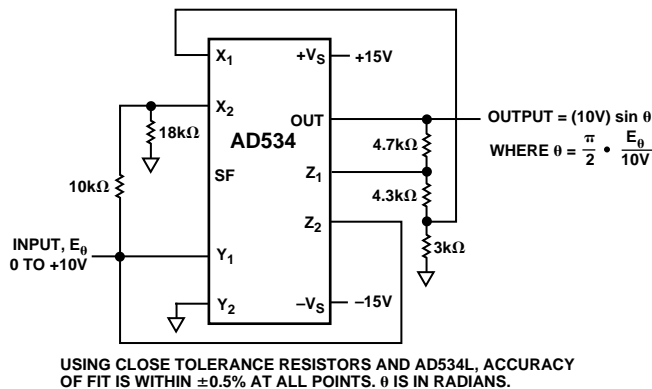 X1
+VS
+15V
X2
OUT
OUTPUT = (10V) sin θ
18kΩ
AD534
4.7kΩ
WHERE θ = π/2 • Eθ/10V
SF
Z1
10kΩ
4.3kΩ
Z2
INPUT, Eθ
0 TO +10V
Y1
3kΩ
Y2
–VS
–15V
USING CLOSE TOLERANCE RESISTORS AND AD534L, ACCURACY
OF FIT IS WITHIN ±0.5% AT ALL POINTS. θ IS IN RADIANS.